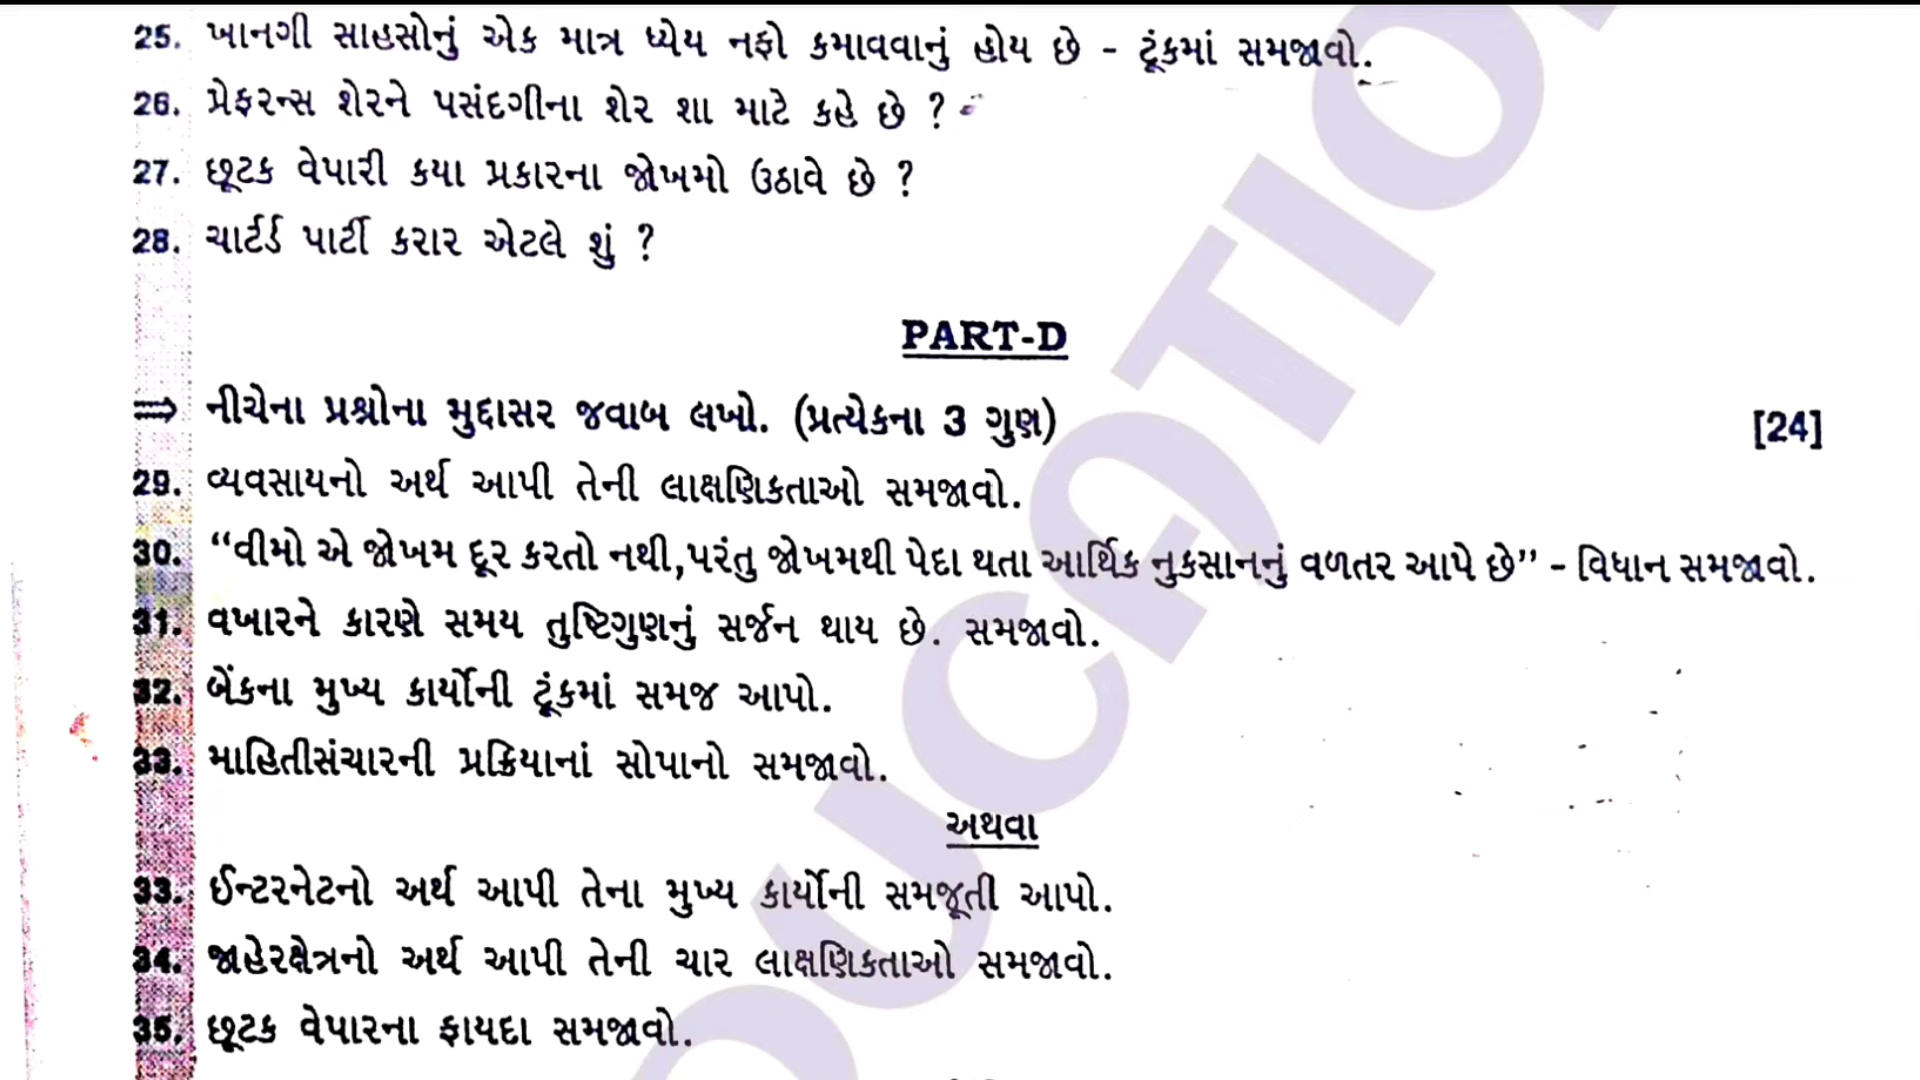 25. ખાનગી સાહસોનું એક માત્ર ધ્યેય નફો કમાવવાનું હોય છે - ટૂંકમાં સમજાવો.
26. પ્રેફરન્સ શેરને પસંદગીના શેર શા માટે કહે છે ?
27. છૂટક વેપારી કયા પ્રકારના જોખમો ઉઠાવે છે ?
28. ચાર્ટર્ડ પાર્ટી કરાર એટલે શું ?
PART-D
⇒ નીચેના પ્રશ્નોના મુદ્દાસર જવાબ લખો. (પ્રત્યેકના 3 ગુણ) [24]
29. વ્યવસાયનો અર્થ આપી તેની લાક્ષણિકતાઓ સમજાવો.
30. “વીમો એ જોખમ દૂર કરતો નથી,પરંતુ જોખમથી પેદા થતા આર્થિક નુકસાનનું વળતર આપે છે” - વિધાન સમજાવો.
31. વખારને કારણે સમય તુષ્ટિગુણનું સર્જન થાય છે. સમજાવો.
32. બેંકના મુખ્ય કાર્યોની ટૂંકમાં સમજ આપો.
33. માહિતીસંચારની પ્રક્રિયાનાં સોપાનો સમજાવો.
અથવા
33. ઈન્ટરનેટનો અર્થ આપી તેના મુખ્ય કાર્યોની સમજૂતી આપો.
34. જાહેરક્ષેત્રનો અર્થ આપી તેની ચાર લાક્ષણિકતાઓ સમજાવો.
35. છૂટક વેપારના ફાયદા સમજાવો.